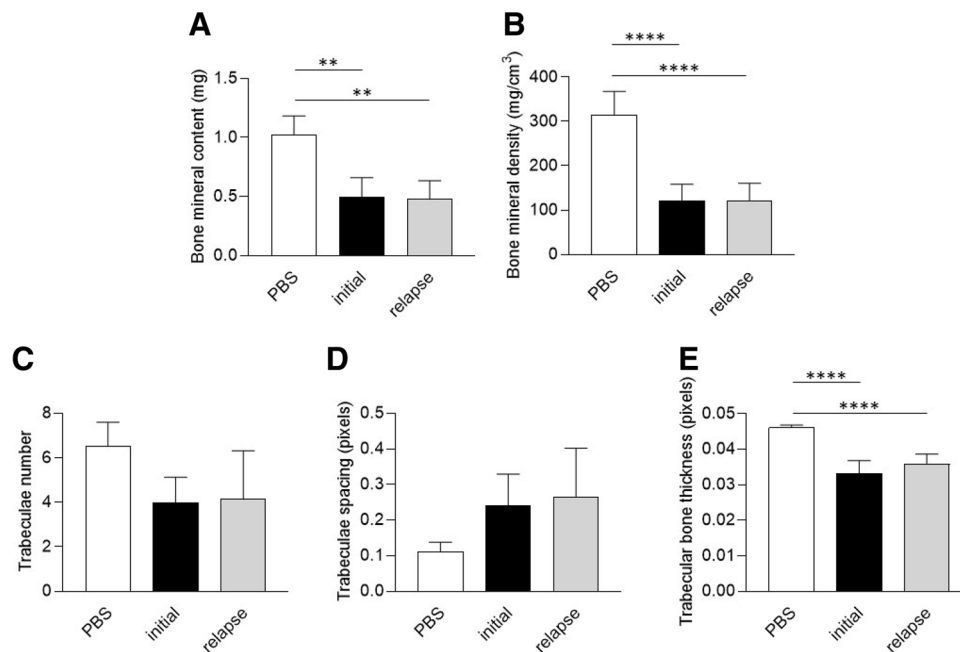 A
Bone mineral content (mg)
**
**
1.5
1.0
0.5
0.0
PBS
initial
relapse
B
Bone mineral density (mg/cm³)
****
****
400
300
200
100
0
PBS
initial
relapse
C
Trabeculae number
8
6
4
2
0
PBS
initial
relapse
D
Trabeculae spacing (pixels)
0.5
0.4
0.3
0.2
0.1
0.0
PBS
initial
relapse
E
Trabecular bone thickness (pixels)
****
****
0.05
0.04
0.03
0.02
0.01
0.00
PBS
initial
relapse